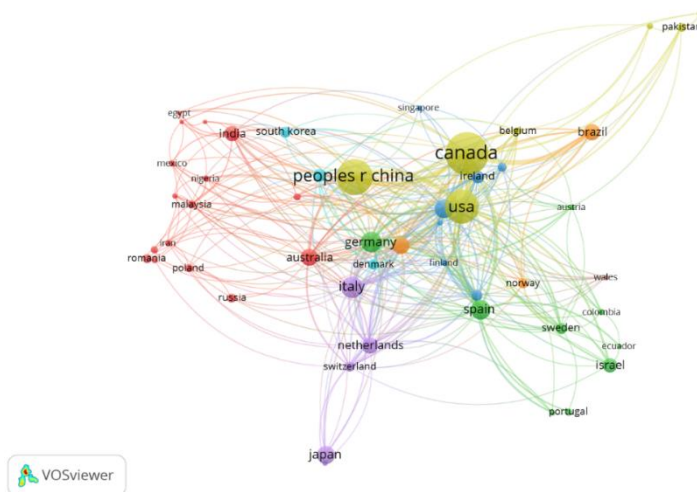 pakistan
singapore
egypt
india
south korea
belgium
brazil
canada
mexico
nigeria
peoples r china
ireland
malaysia
usa
austria
iran
romania
poland
australia
germany
denmark
finland
wales
russia
italy
norway
spain
colombia
sweden
netherlands
switzerland
ecuador
israel
portugal
japan
VOSviewer